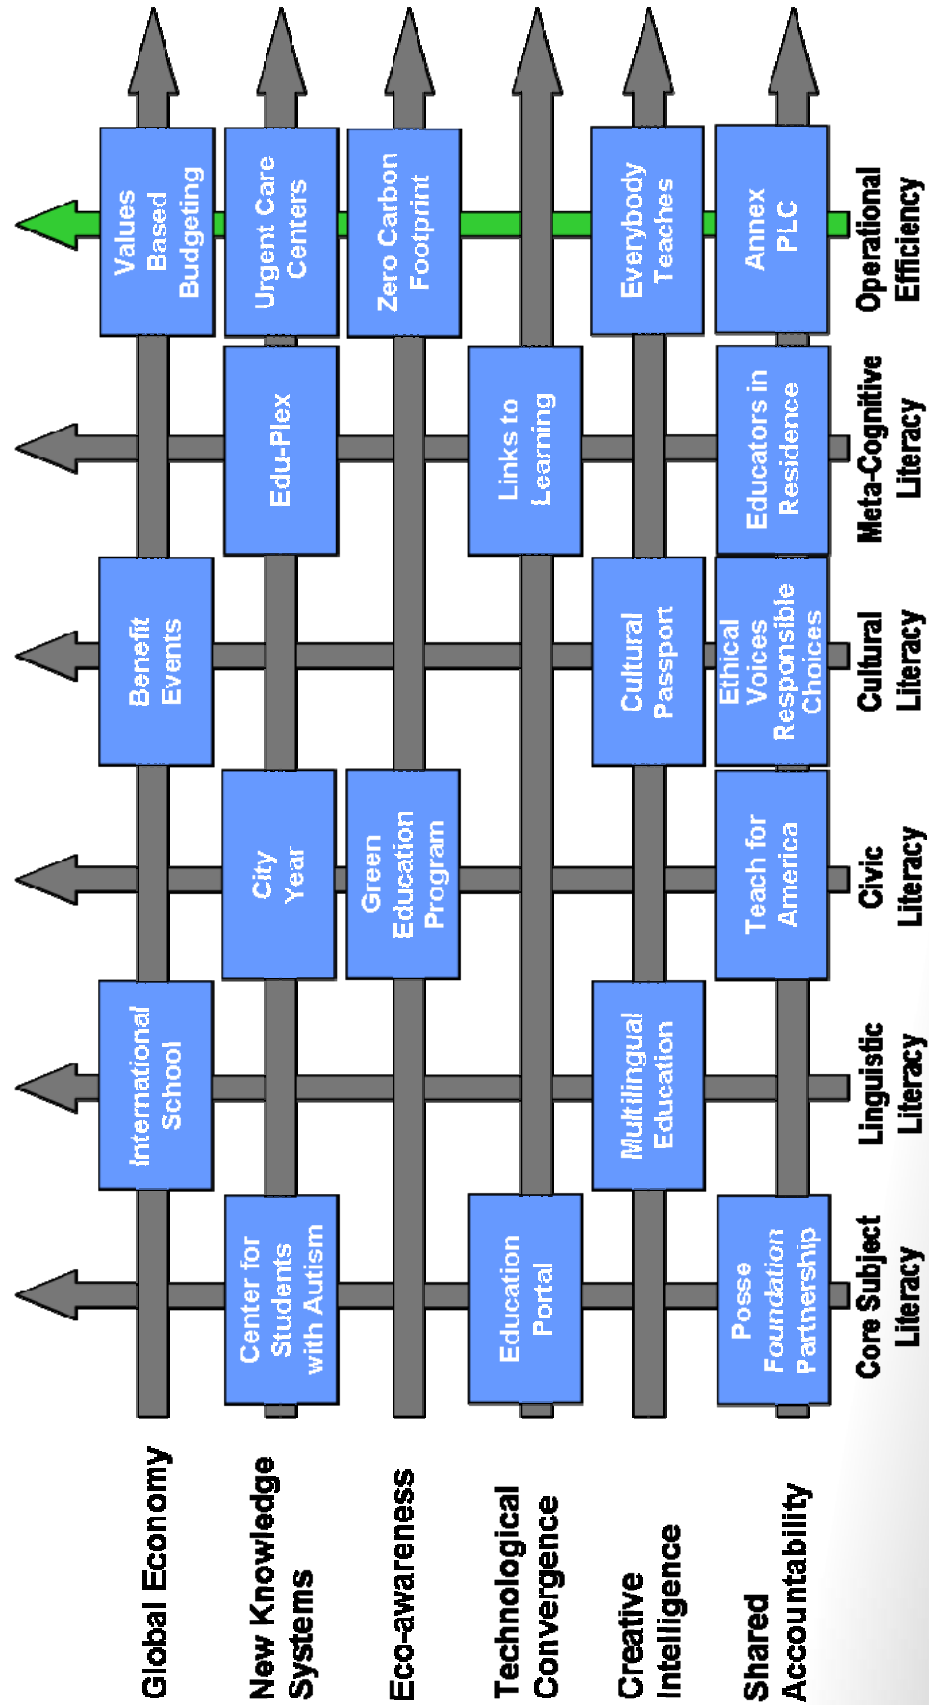 Global Economy
International
School
Benefit
Events
Values
Based
Budgeting
New Knowledge
Systems
Center for
Students
with Autism
City
Year
Edu-Plex
Urgent Care
Centers
Eco-awareness
Green
Education
Program
Zero Carbon
Footprint
Technological
Convergence
Education
Portal
Links to
Learning
Creative
Intelligence
Multilingual
Education
Cultural
Passport
Everybody
Teaches
Shared
Accountability
Posse
Foundation
Partnership
Teach for
America
Ethical
Voices
Responsible
Choices
Educators in
Residence
Annex
PLC
Core Subject
Literacy
Linguistic
Literacy
Civic
Literacy
Cultural
Literacy
Meta-Cognitive
Literacy
Operational
Efficiency